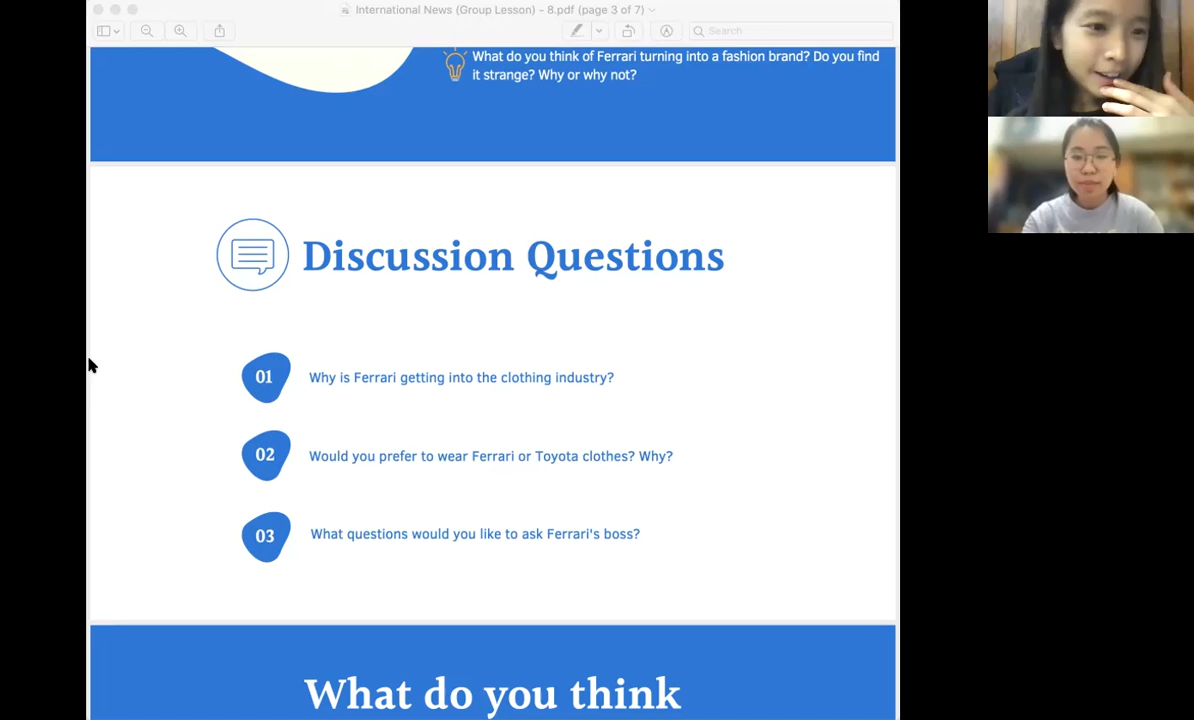 International News (Group Lesson) - 8.pdf (page 3 of 7)
Search
What do you think of Ferrari turning into a fashion brand? Do you find
it strange? Why or why not?
Discussion Questions
01 Why is Ferrari getting into the clothing industry?
02 Would you prefer to wear Ferrari or Toyota clothes? Why?
03 What questions would you like to ask Ferrari's boss?
What do you think